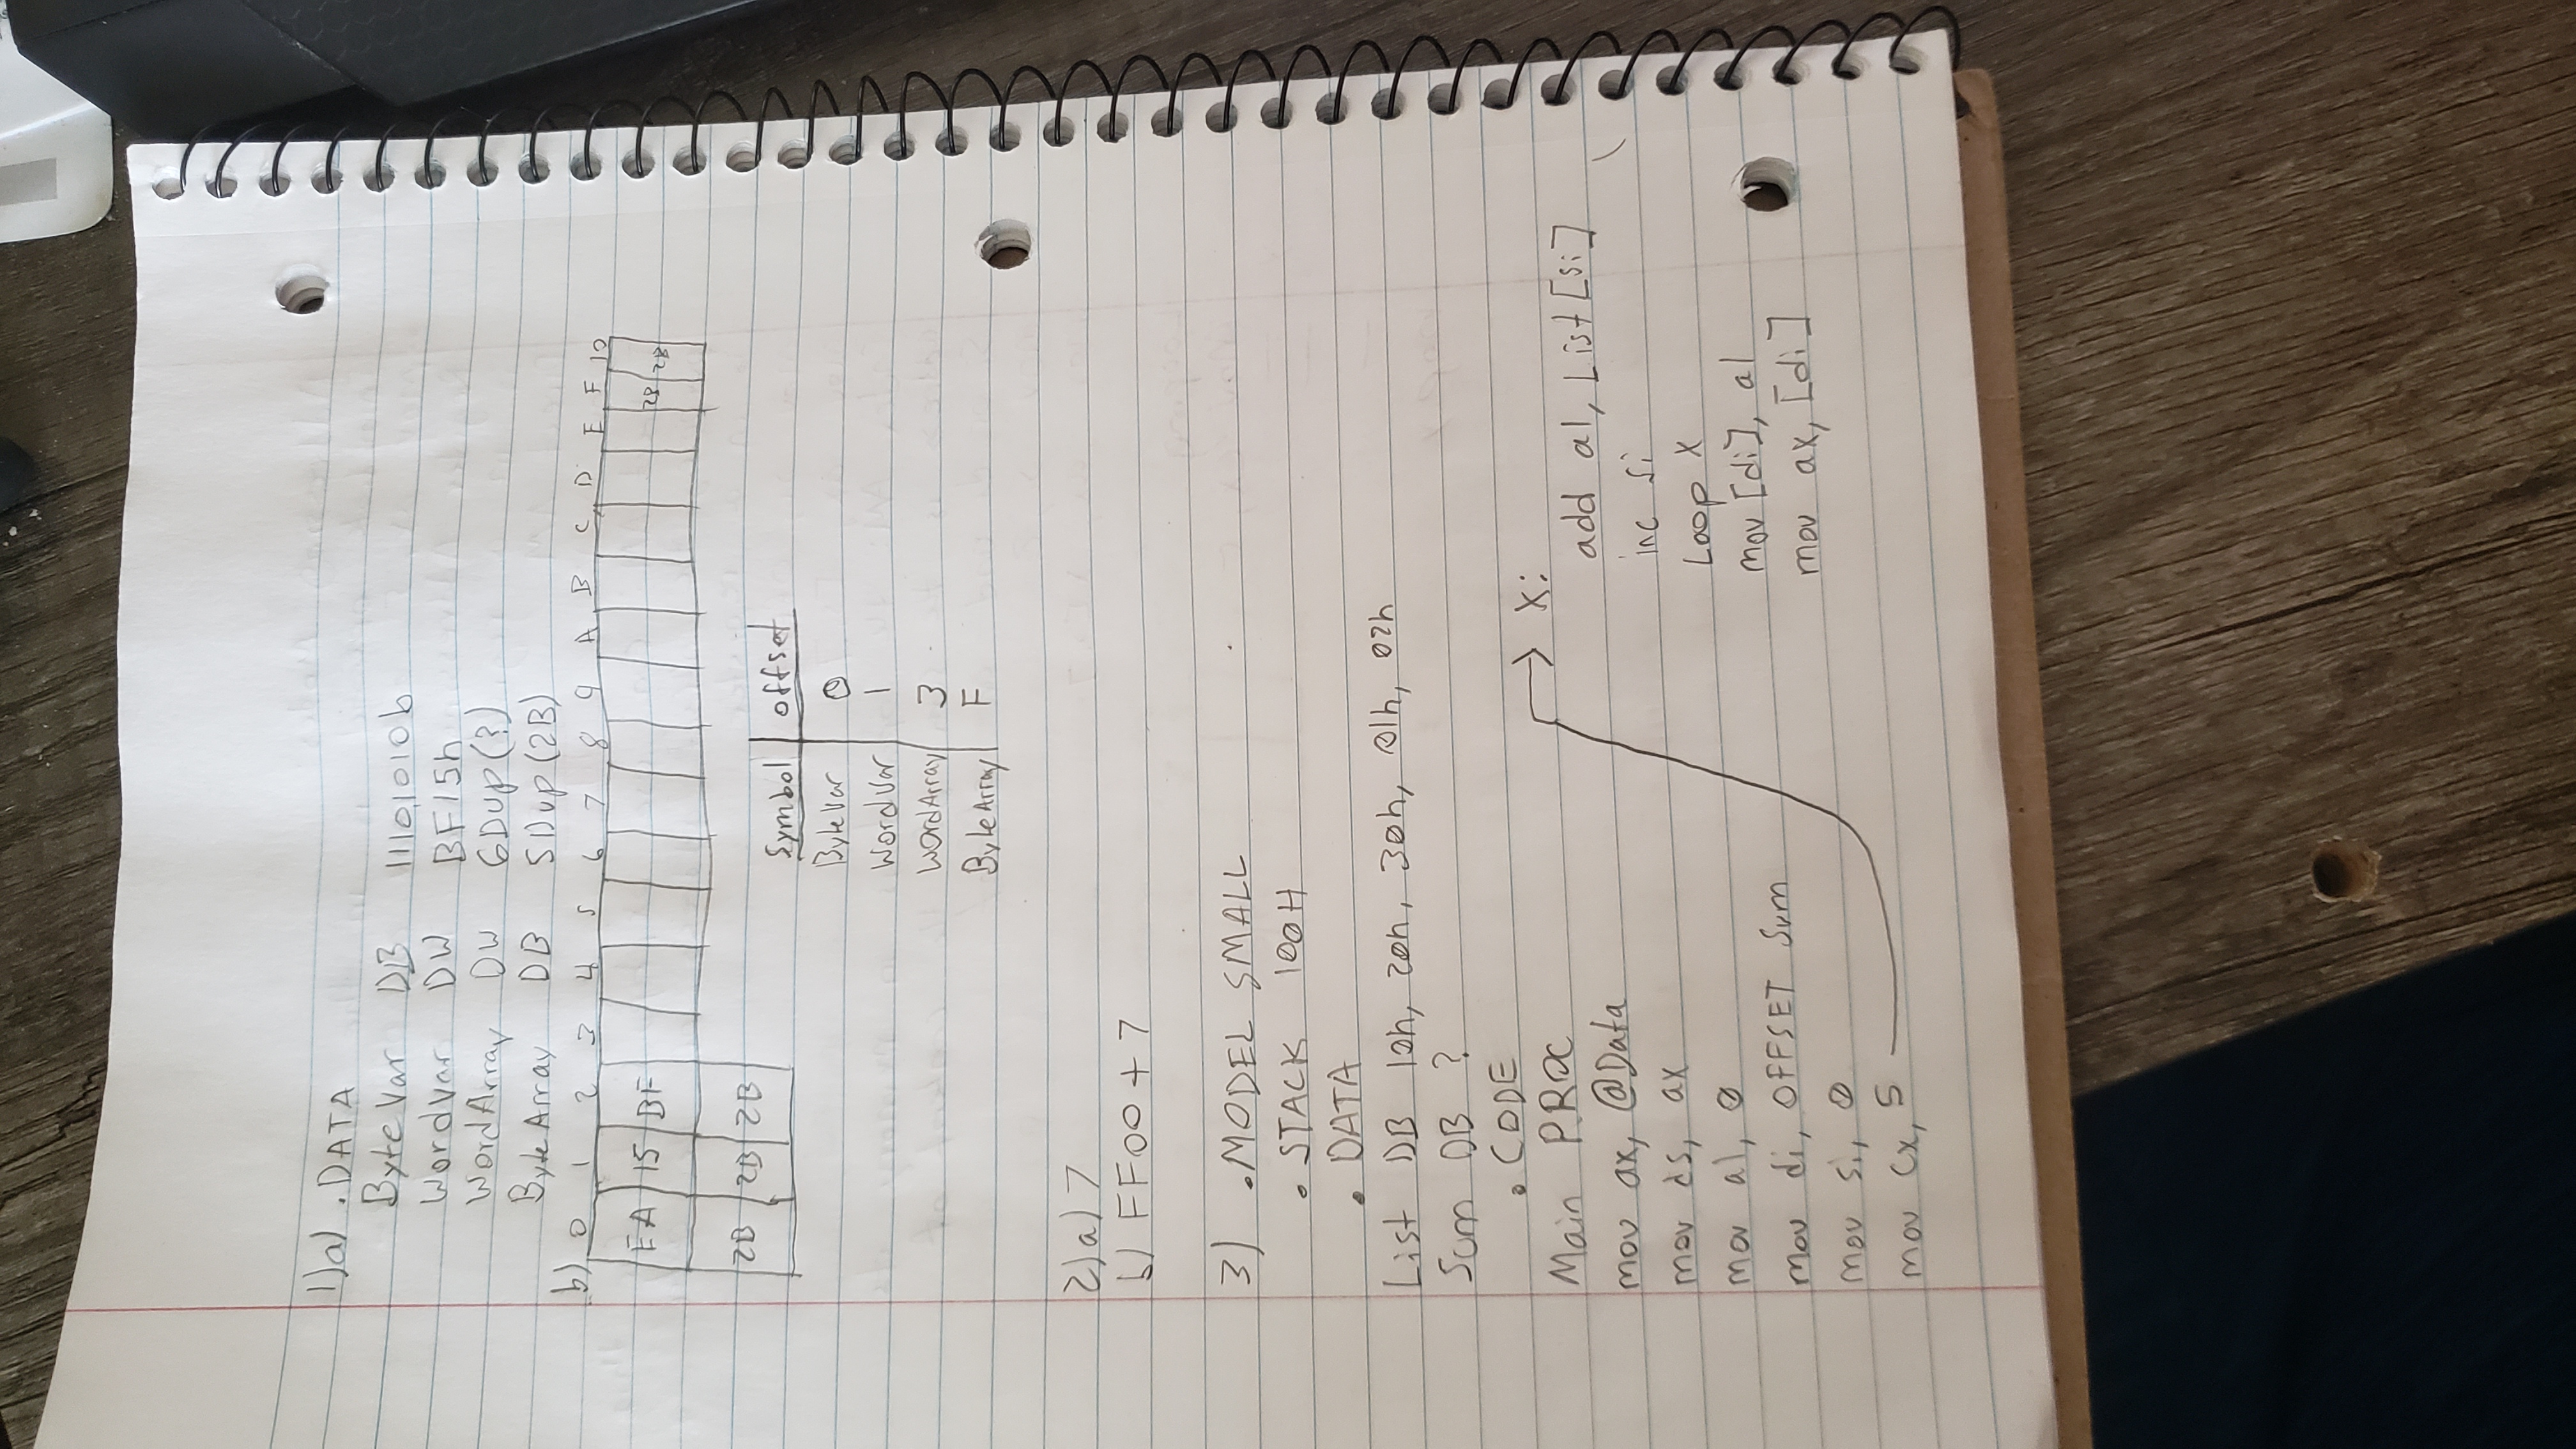 1)a) .DATA
ByteVar DB 11101010b
WordVar DW BF15h
WordArray DW 6Dup(?)
ByteArray DB 5Dup(2B)
b) 0 1 2 3 4 5 6 7 8 9 A B C D E F 10
EA 15 BF 2B 2B
2B 2B 2B
Symbol offset
ByteVar 0
WordVar 1
WordArray 3
ByteArray F
2)a) 7
b) FF00 + 7
3) .MODEL SMALL
. STACK 100H
. DATA
List DB 10h, 20h, 30h, 01h, 02h
Sum DB ?
. CODE
Main PROC
mov ax, @Data
mov ds, ax
mov al, 0
mov di, OFFSET Sum
mov si, 0
mov cx, 5
X:
add al, List [si]
inc si
Loop X
mov [di], al
mov ax, [di]